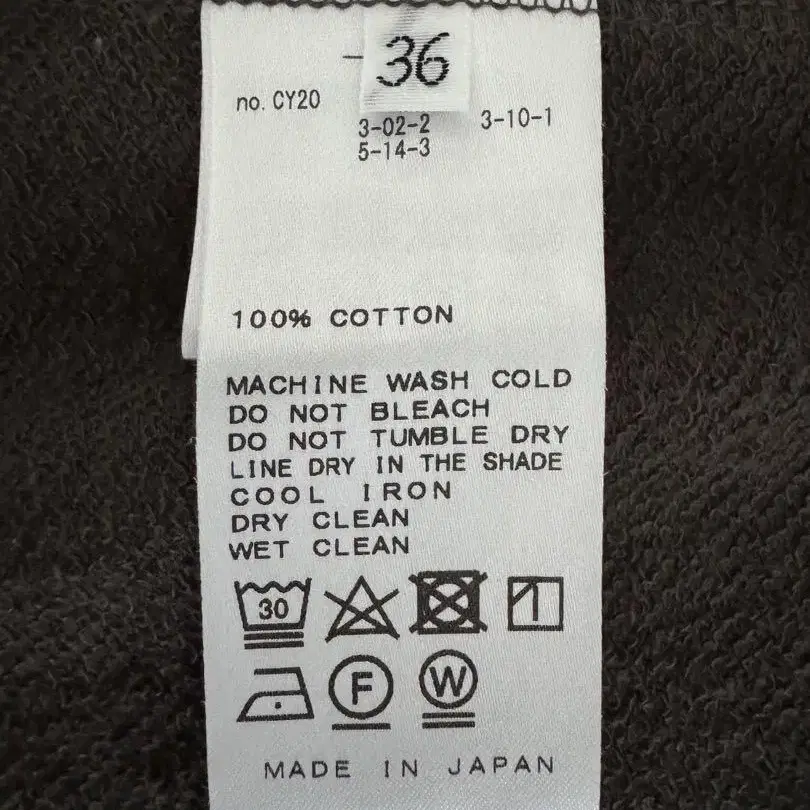 36
no. CY20
3-02-2 3-10-1
5-14-3
100% COTTON
MACHINE WASH COLD
DO NOT BLEACH
DO NOT TUMBLE DRY
LINE DRY IN THE SHADE
COOL IRON
DRY CLEAN
WET CLEAN
30
F W
MADE IN JAPAN